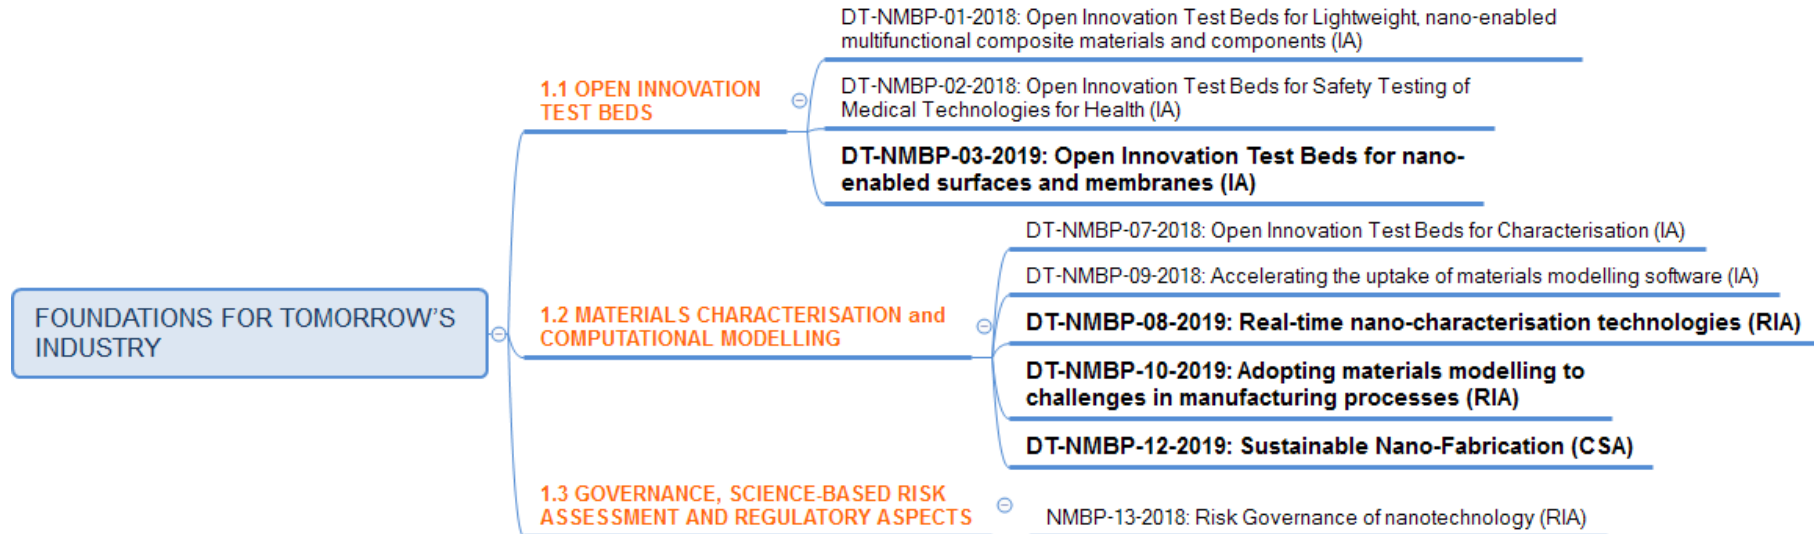 DT-NMBP-01-2018: Open Innovation Test Beds for Lightweight, nano-enabled
multifunctional composite materials and components (IA)
1.1 OPEN INNOVATION
TEST BEDS
DT-NMBP-02-2018: Open Innovation Test Beds for Safety Testing of
Medical Technologies for Health (IA)
DT-NMBP-03-2019: Open Innovation Test Beds for nano-
enabled surfaces and membranes (IA)
DT-NMBP-07-2018: Open Innovation Test Beds for Characterisation (IA)
DT-NMBP-09-2018: Accelerating the uptake of materials modelling software (IA)
FOUNDATIONS FOR TOMORROW'S
INDUSTRY
1.2 MATERIALS CHARACTERISATION and
COMPUTATIONAL MODELLING
DT-NMBP-08-2019: Real-time nano-characterisation technologies (RIA)
DT-NMBP-10-2019: Adopting materials modelling to
challenges in manufacturing processes (RIA)
DT-NMBP-12-2019: Sustainable Nano-Fabrication (CSA)
1.3 GOVERNANCE, SCIENCE-BASED RISK
ASSESSMENT AND REGULATORY ASPECTS
NMBP-13-2018: Risk Governance of nanotechnology (RIA)